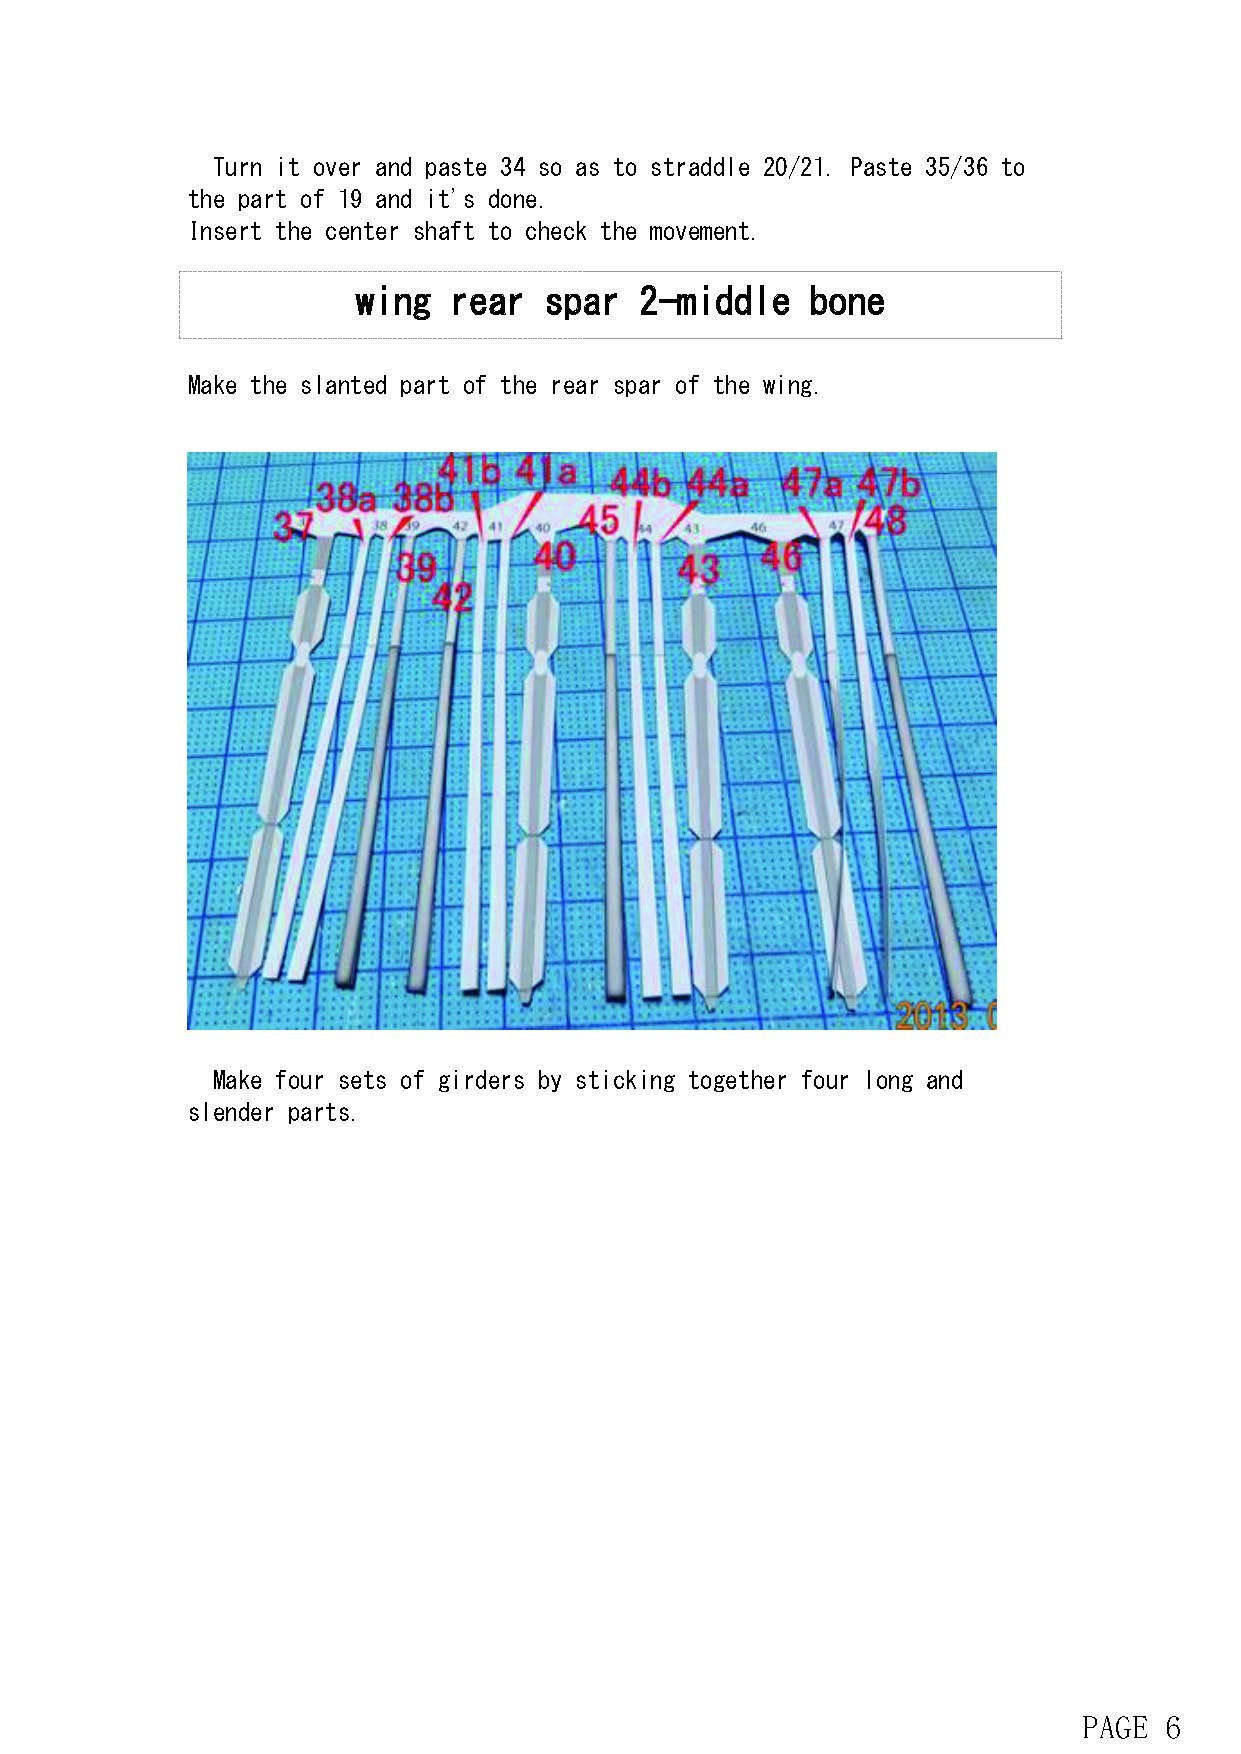 Turn it over and paste 34 so as to straddle 20/21. Paste 35/36 to
the part of 19 and it's done.
Insert the center shaft to check the movement.
wing rear spar 2-middle bone
Make the slanted part of the rear spar of the wing.
41b 41a 44b 44a 47a 47b
38a 38b
37 38 39 42 41 40 45 44 43 46 47 48
39 40 43 46
42
2013
Make four sets of girders by sticking together four long and
slender parts.
PAGE 6